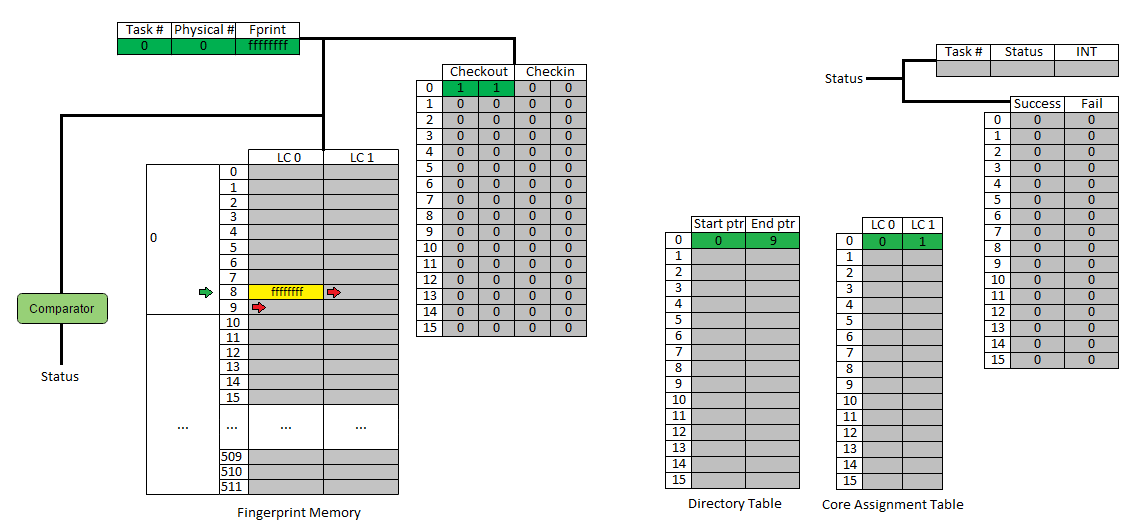 Task # Physical # Fprint
0 0 ffffffff
Checkout Checkin
0 1 1 0 0
1 0 0 0 0
2 0 0 0 0
3 0 0 0 0
4 0 0 0 0
5 0 0 0 0
6 0 0 0 0
7 0 0 0 0
8 0 0 0 0
9 0 0 0 0
10 0 0 0 0
11 0 0 0 0
12 0 0 0 0
13 0 0 0 0
14 0 0 0 0
15 0 0 0 0
Comparator
Status
LC 0 LC 1
0
0
1
2
3
4
5
6
7
8 ffffffff
9
10
11
12
13
14
15
... ... ... ...
509
510
511
Fingerprint Memory
Start ptr End ptr
0 0 9
1
2
3
4
5
6
7
8
9
10
11
12
13
14
15
Directory Table
LC 0 LC 1
0 0 1
1
2
3
4
5
6
7
8
9
10
11
12
13
14
15
Core Assignment Table
Status
Task # Status INT
Success Fail
0 0 0
1 0 0
2 0 0
3 0 0
4 0 0
5 0 0
6 0 0
7 0 0
8 0 0
9 0 0
10 0 0
11 0 0
12 0 0
13 0 0
14 0 0
15 0 0